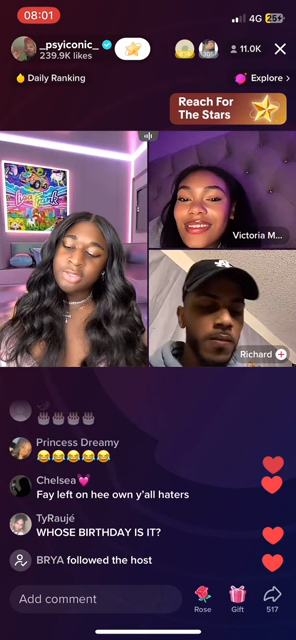 08:01
4G 25+
_psyiconic_
239.9K likes
11.0K
Daily Ranking
Explore >
Reach For
The Stars
Victoria M...
Richard
Princess Dreamy
Chelsea💓
Fay left on hee own y'all haters
TyRaujé
WHOSE BIRTHDAY IS IT?
BRYA followed the host
Add comment
Rose
Gift
517